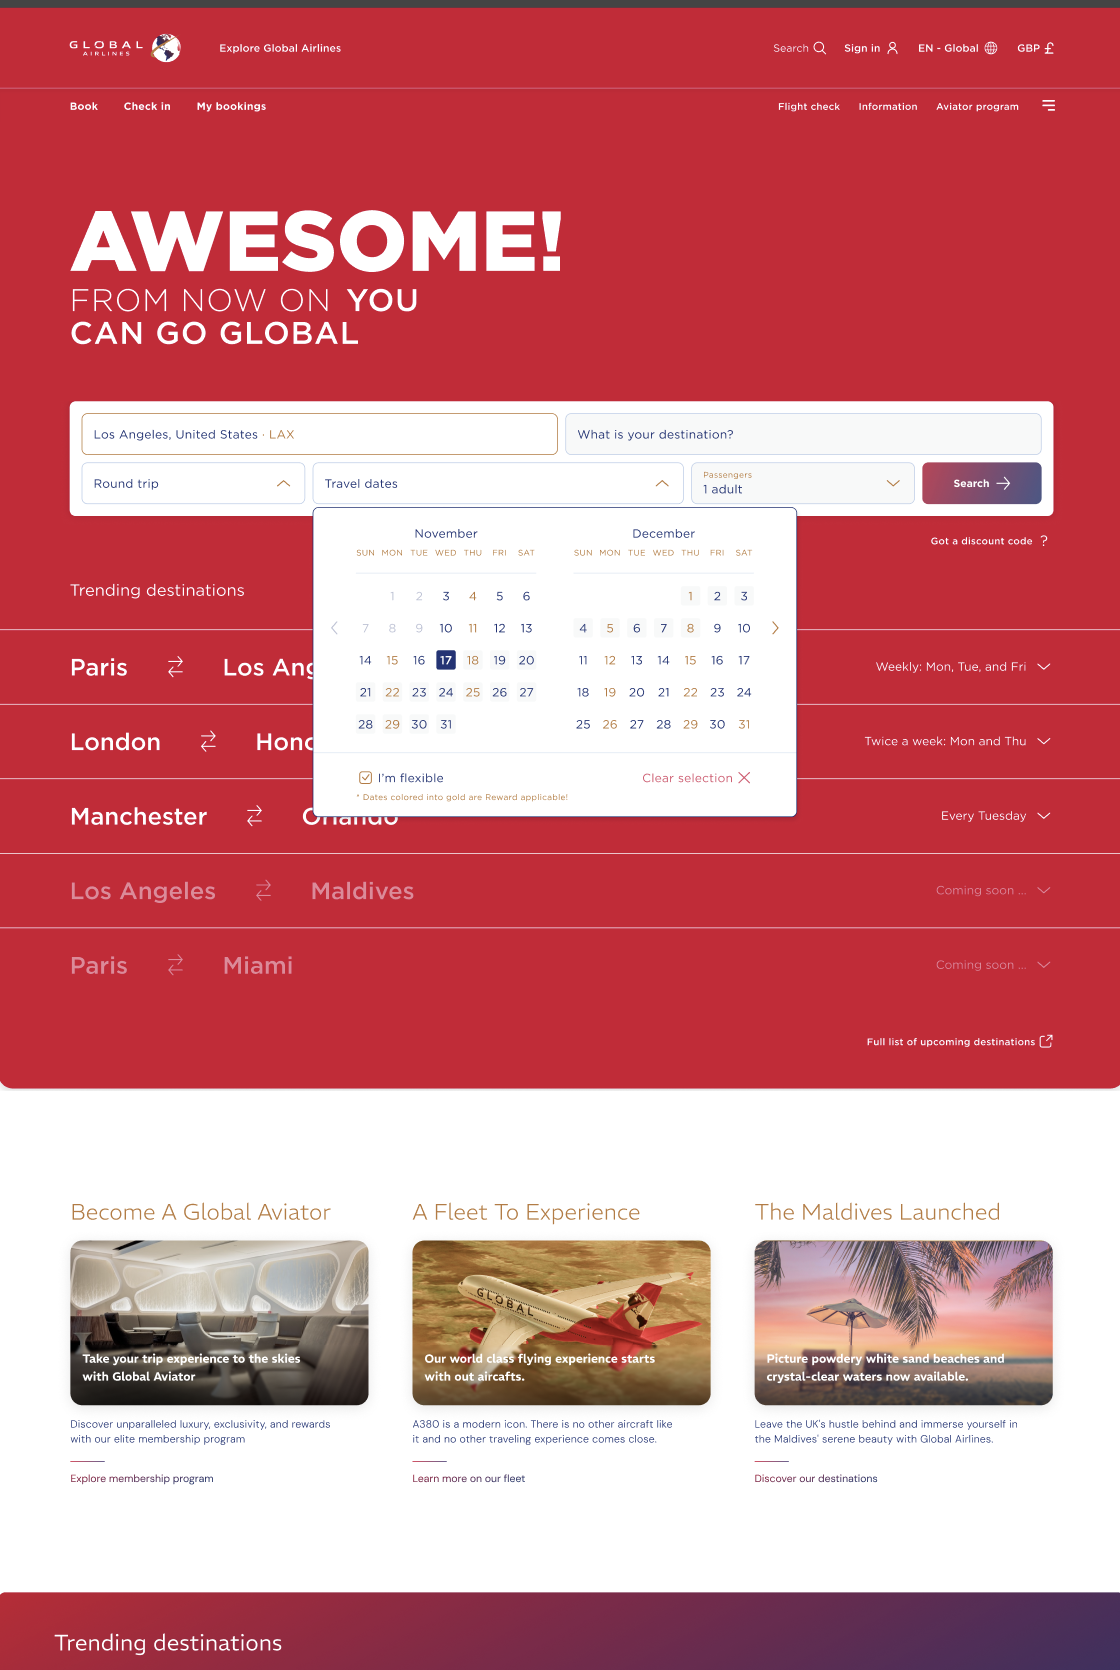 GLOBAL
AIRLINES
Explore Global Airlines
Search
Sign in
EN - Global
GBP £
Book
Check in
My bookings
Flight check
Information
Aviator program
AWESOME!
FROM NOW ON YOU
CAN GO GLOBAL
Los Angeles, United States · LAX
What is your destination?
Round trip
Travel dates
Passengers
1 adult
Search
Got a discount code ?
November
SUN MON TUE WED THU FRI SAT
1 2 3 4 5 6
7 8 9 10 11 12 13
14 15 16 17 18 19 20
21 22 23 24 25 26 27
28 29 30 31
December
SUN MON TUE WED THU FRI SAT
1 2 3
4 5 6 7 8 9 10
11 12 13 14 15 16 17
18 19 20 21 22 23 24
25 26 27 28 29 30 31
I'm flexible
Clear selection
* Dates colored into gold are Reward applicable!
Trending destinations
Paris Los Ang
Weekly: Mon, Tue, and Fri
London Hono
Twice a week: Mon and Thu
Manchester Orlando
Every Tuesday
Los Angeles Maldives
Coming soon ...
Paris Miami
Coming soon ...
Full list of upcoming destinations
Become A Global Aviator
Take your trip experience to the skies
with Global Aviator
Discover unparalleled luxury, exclusivity, and rewards
with our elite membership program
Explore membership program
A Fleet To Experience
GLOBAL
Our world class flying experience starts
with out aircafts.
A380 is a modern icon. There is no other aircraft like
it and no other traveling experience comes close.
Learn more on our fleet
The Maldives Launched
Picture powdery white sand beaches and
crystal-clear waters now available.
Leave the UK's hustle behind and immerse yourself in
the Maldives' serene beauty with Global Airlines.
Discover our destinations
Trending destinations